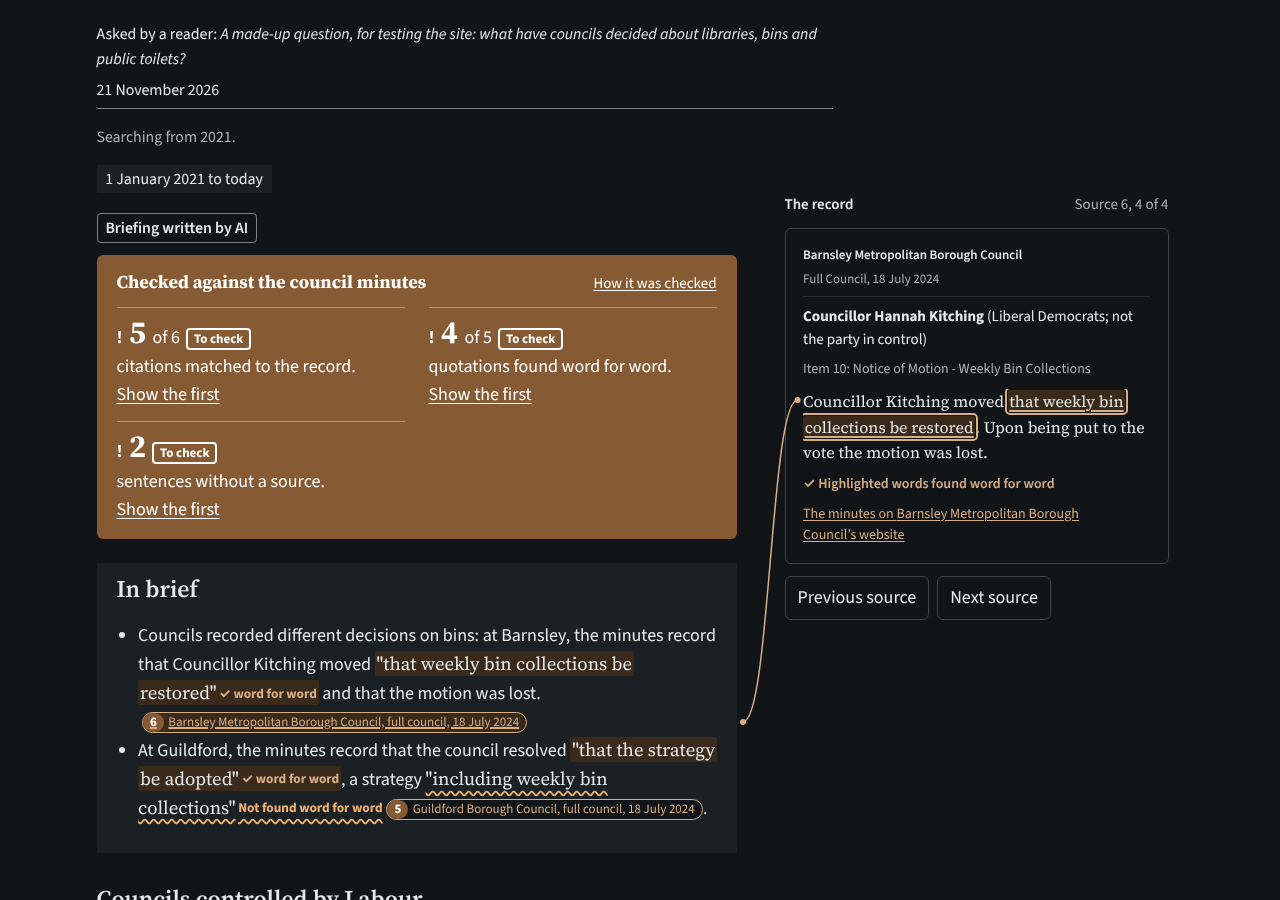 Asked by a reader: A made-up question, for testing the site: what have councils decided about libraries, bins and
public toilets?
21 November 2026
Searching from 2021.
1 January 2021 to today
Briefing written by AI
Checked against the council minutes
How it was checked
! 5 of 6 To check
citations matched to the record.
Show the first
! 4 of 5 To check
quotations found word for word.
Show the first
! 2 To check
sentences without a source.
Show the first
In brief
• Councils recorded different decisions on bins: at Barnsley, the minutes record
that Councillor Kitching moved "that weekly bin collections be
restored" ✓ word for word and that the motion was lost.
6 Barnsley Metropolitan Borough Council, full council, 18 July 2024
• At Guildford, the minutes record that the council resolved "that the strategy
be adopted" ✓ word for word, a strategy "including weekly bin
collections" Not found word for word 5 Guildford Borough Council, full council, 18 July 2024.
Councils controlled by Labour
The record
Source 6, 4 of 4
Barnsley Metropolitan Borough Council
Full Council, 18 July 2024
Councillor Hannah Kitching (Liberal Democrats; not
the party in control)
Item 10: Notice of Motion - Weekly Bin Collections
Councillor Kitching moved that weekly bin
collections be restored. Upon being put to the
vote the motion was lost.
✓ Highlighted words found word for word
The minutes on Barnsley Metropolitan Borough
Council's website
Previous source
Next source